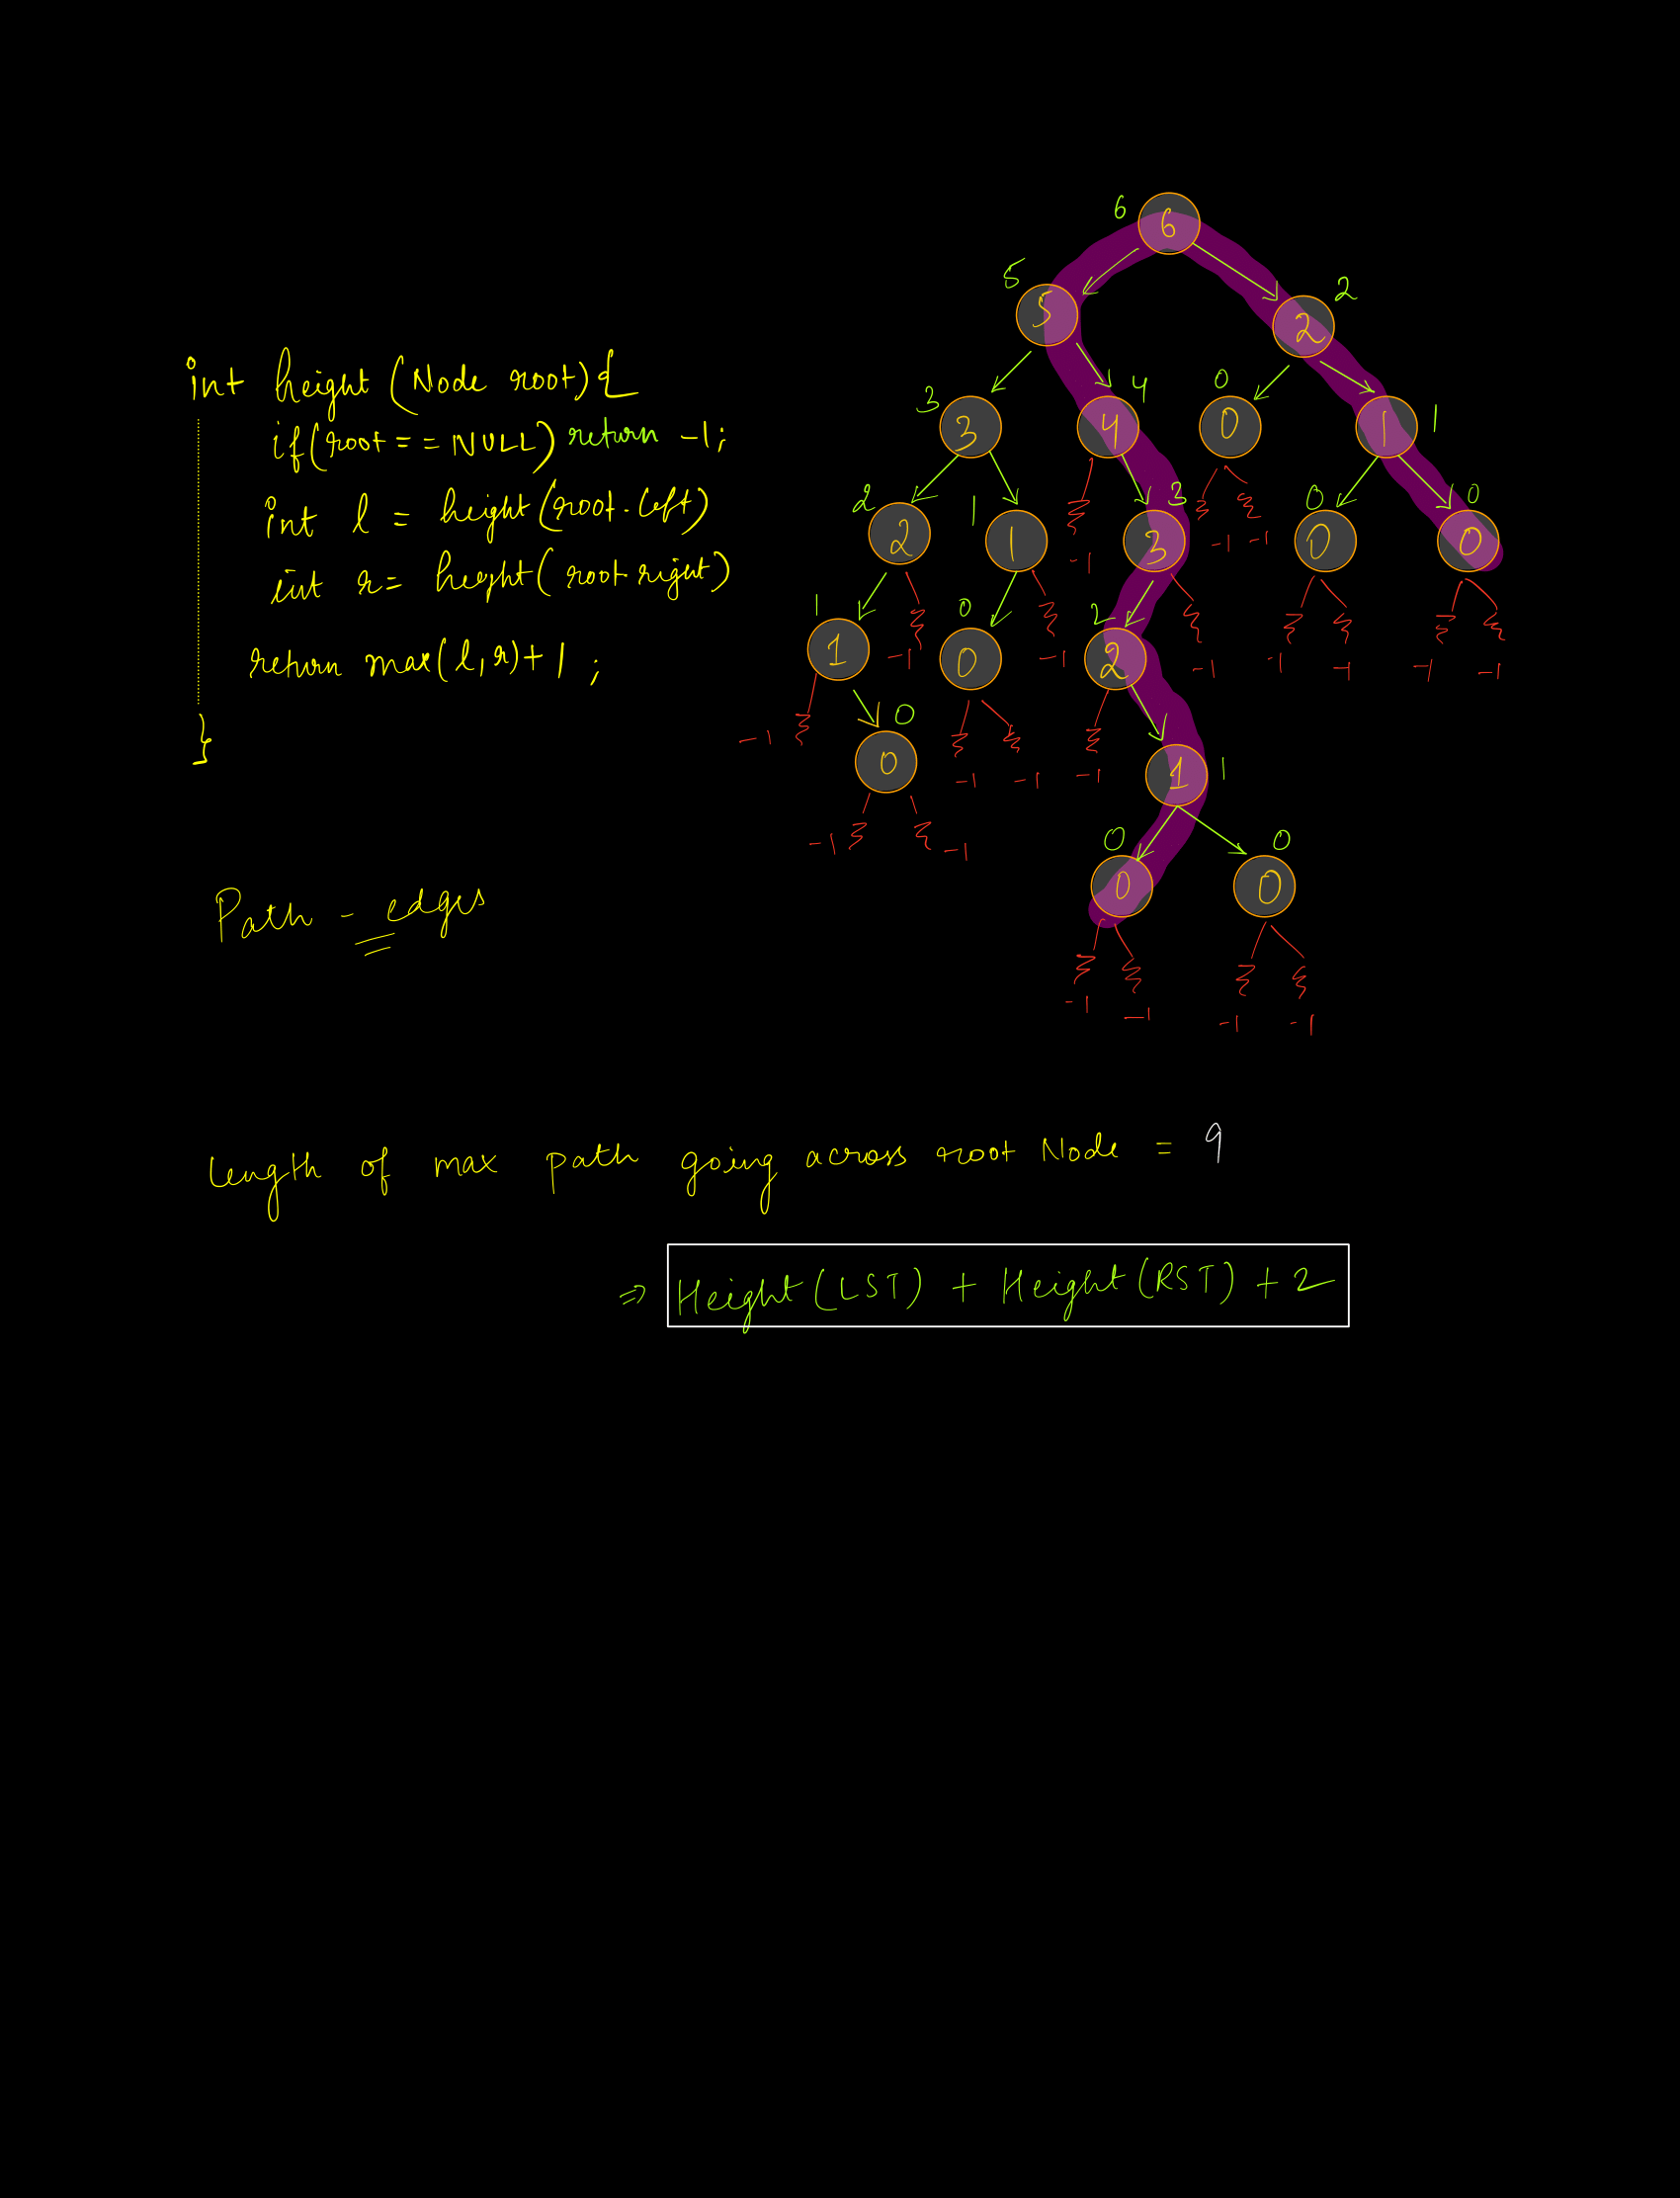 int height (Node root) {
if(root == NULL) return -1;
int l = height(root.left)
int r = height(root.right)
return max(l,r)+1 ;
}
Path - edges
6 6
5 5 2 2
3 3 4 4 0 0 1 1
2 2 1 1 -1 3 3 -1 -1 0 0 0 0
1 1 -1 0 0 -1 2 2 -1 -1 -1 -1 -1
-1 0 0 -1 -1 -1 1 1
-1 -1 0 0 0 0
-1 -1 -1 -1
Length of max path going across root Node = 9
⇒ Height(LST) + Height(RST) + 2